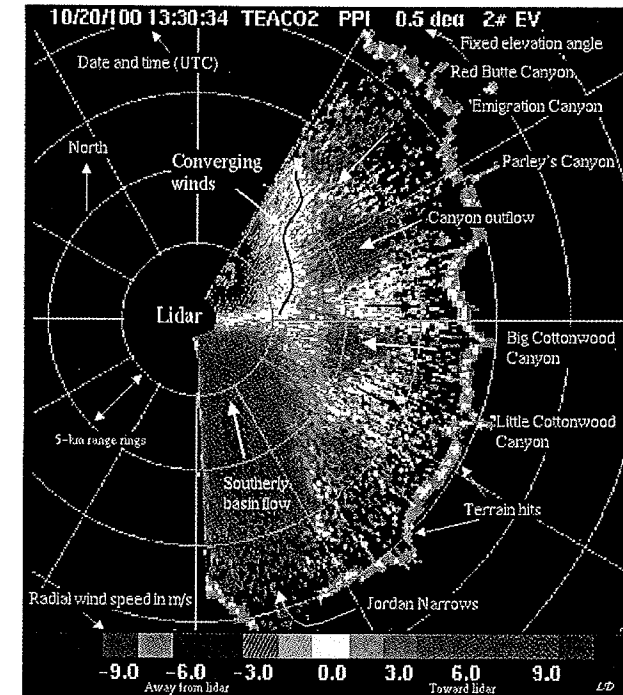 10/20/100 13:30:34 TEACO2 PPI 0.5 deg 2# EV
Date and time (UTC)
Fixed elevation angle
Red Butte Canyon
Emigration Canyon
North
Converging
winds
Parley's Canyon
Canyon outflow
Lidar
Big Cottonwood
Canyon
5-km range rings
Little Cottonwood
Canyon
Southerly
basin flow
Terrain hits
Radial wind speed in m/s
Jordan Narrows
-9.0 -6.0 -3.0 0.0 3.0 6.0 9.0
Away from lidar Toward lidar LD